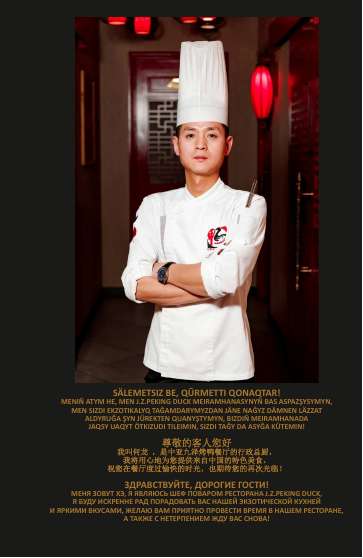 SÄLEMETSIZ BE, QŪRMETTI QONAQTAR!
MENIŃ ATYM HE, MEN J.Z.PEKING DUCK MEIRAMHANASYNYŃ BAS ASPAZŞYSYMYN,
MEN SIZDI EKZOTIKALYQ TAĞAMDARYMYZDAN JÄNE NAĞYZ DÄMNEN LÄZZAT
ALDYRUĞA ŞYN JÜREKTEN QUANYŞTYMYN, BIZDIŃ MEIRAMHANADA
JAQSY UAQYT ÖTKIZUDI TILEIMIN, SIZDI TAĞY DA ASYĞA KÜTEMIN!
尊敬的客人您好
我叫何龙，是中亚九泽烤鸭餐厅的行政总厨，
我将用心地为您提供来自中国的特色美食，
祝您在餐厅度过愉快的时光，也期待您的再次光临！
ЗДРАВСТВУЙТЕ, ДОРОГИЕ ГОСТИ!
МЕНЯ ЗОВУТ ХЭ, Я ЯВЛЯЮСЬ ШЕФ ПОВАРОМ РЕСТОРАНА J.Z.PEKING DUCK,
Я БУДУ ИСКРЕННЕ РАД ПОРАДОВАТЬ ВАС НАШЕЙ ЭКЗОТИЧЕСКОЙ КУХНЕЙ
И ЯРКИМИ ВКУСАМИ, ЖЕЛАЮ ВАМ ПРИЯТНО ПРОВЕСТИ ВРЕМЯ В НАШЕМ РЕСТОРАНЕ,
А ТАКЖЕ С НЕТЕРПЕНИЕМ ЖДУ ВАС СНОВА!